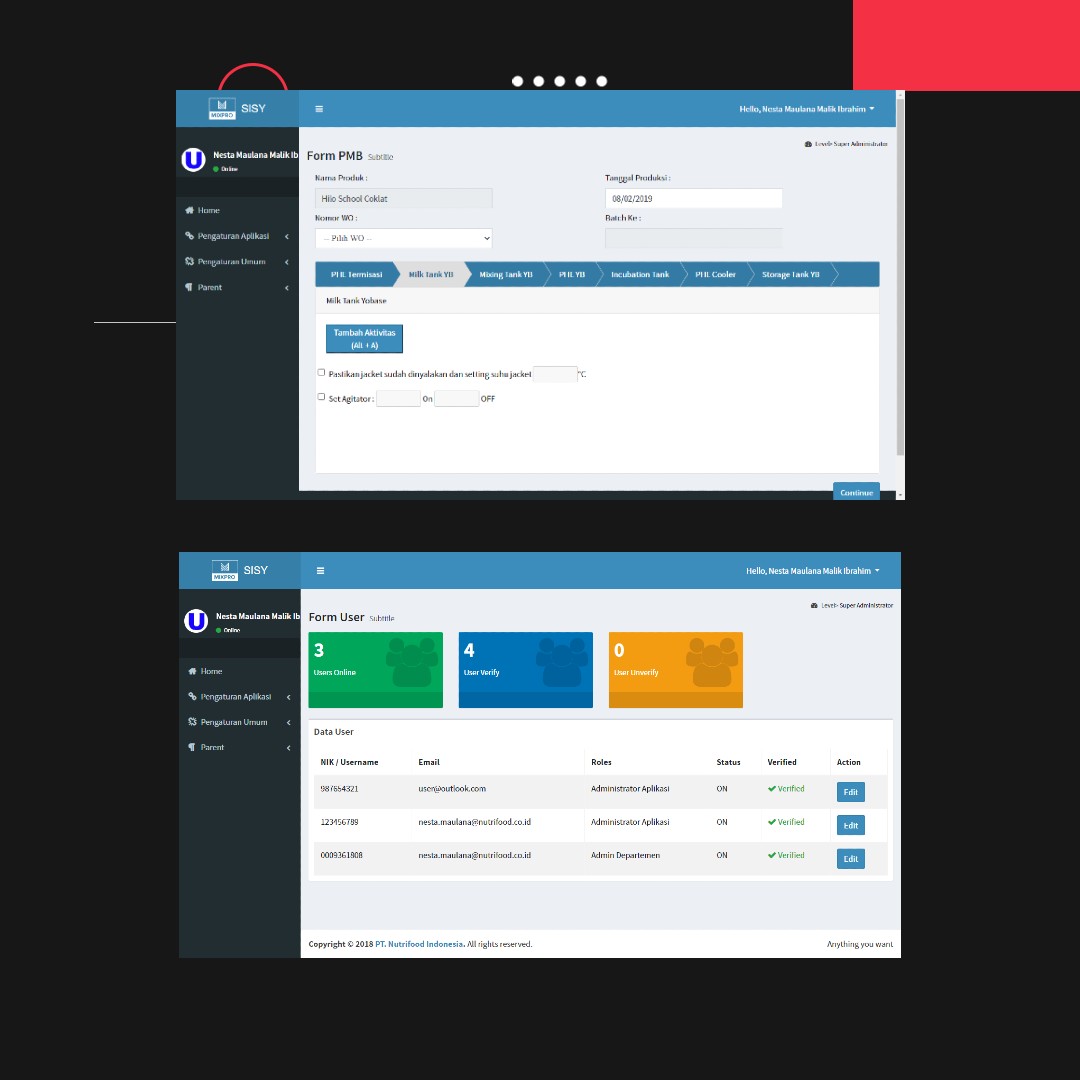 MIXPRO SISY
Hello, Nesta Maulana Malik Ibrahim
Nesta Maulana Malik Ib
Online
Level: Super Administrator
Form PMB Subtitle
Home
Pengaturan Aplikasi
Pengaturan Umum
Parent
Nama Produk :
Tanggal Produksi :
Hilo School Coklat
08/02/2019
Nomor WO :
Batch Ke :
-- Pilih WO --
PHE Termisasi
Milk Tank YB
Mixing Tank YB
PHE YB
Incubation Tank
PHE Cooler
Storage Tank YB
Milk Tank Yobase
Tambah Aktivitas
(Alt + A)
Pastikan jacket sudah dinyalakan dan setting suhu jacket °C
Set Agitator : On OFF
Continue
MIXPRO SISY
Hello, Nesta Maulana Malik Ibrahim
Nesta Maulana Malik Ib
Online
Level: Super Administrator
Form User Subtitle
Home
Pengaturan Aplikasi
Pengaturan Umum
Parent
3
Users Online
4
User Verify
0
User Unverify
Data User
NIK / Username Email Roles Status Verified Action
987654321 user@outlook.com Administrator Aplikasi ON Verified Edit
123456789 nesta.maulana@nutrifood.co.id Administrator Aplikasi ON Verified Edit
0009361808 nesta.maulana@nutrifood.co.id Admin Departemen ON Verified Edit
Copyright © 2018 PT. Nutrifood Indonesia. All rights reserved.
Anything you want